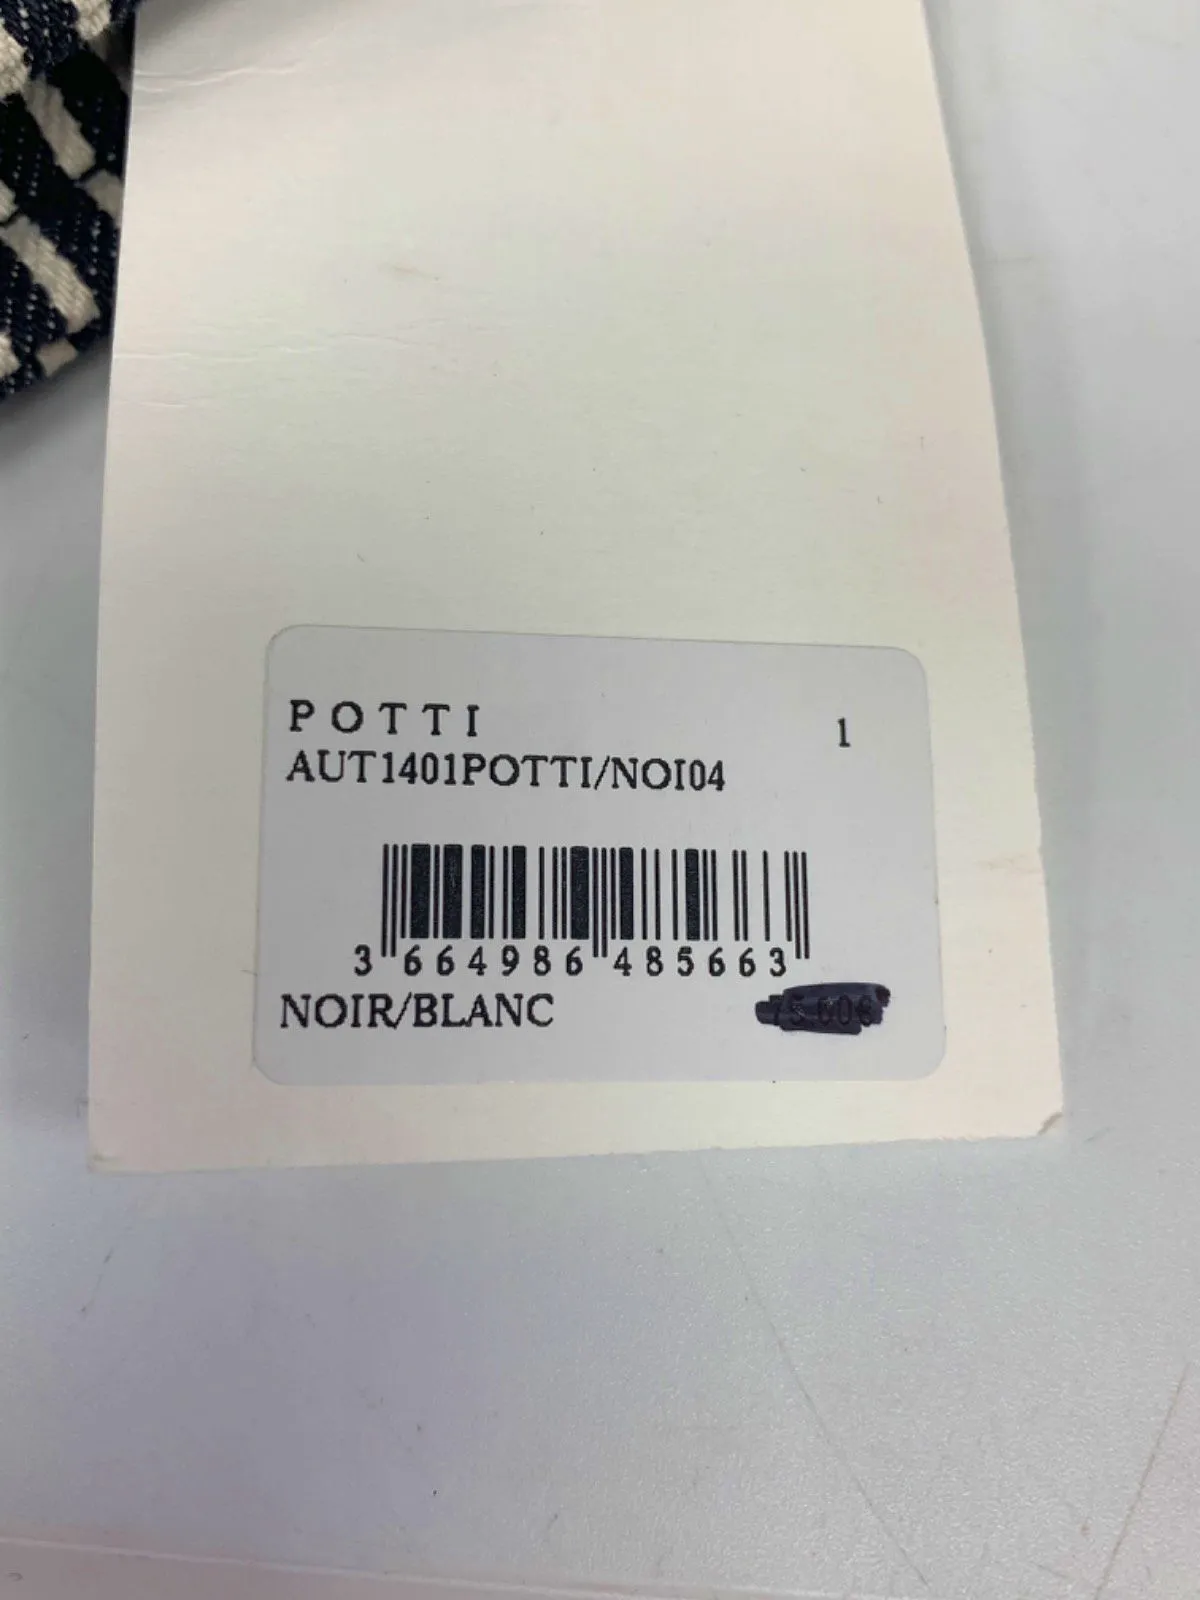 POTTI 1
AUT1401POTTI/NOI04
3 664986 485663
NOIR/BLANC